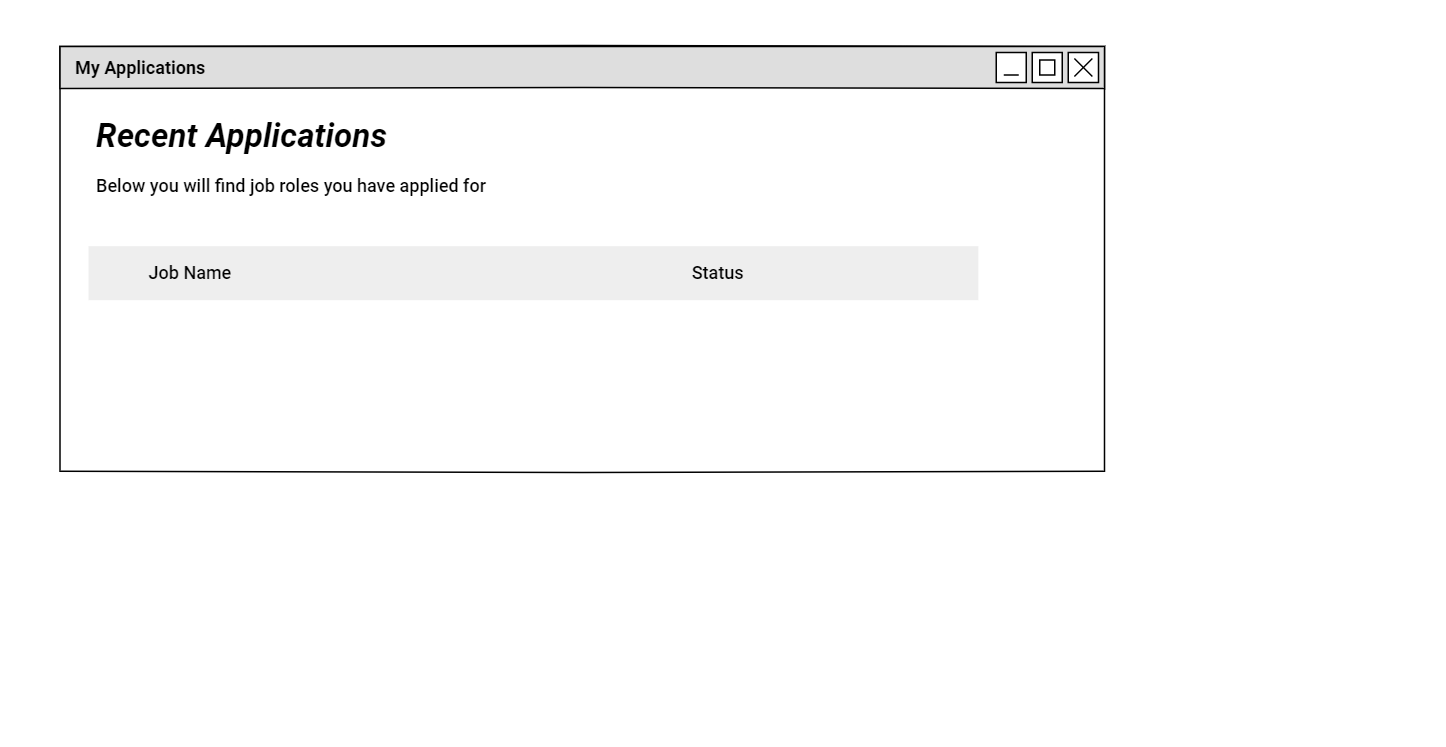 My Applications
Recent Applications
Below you will find job roles you have applied for
Job Name Status